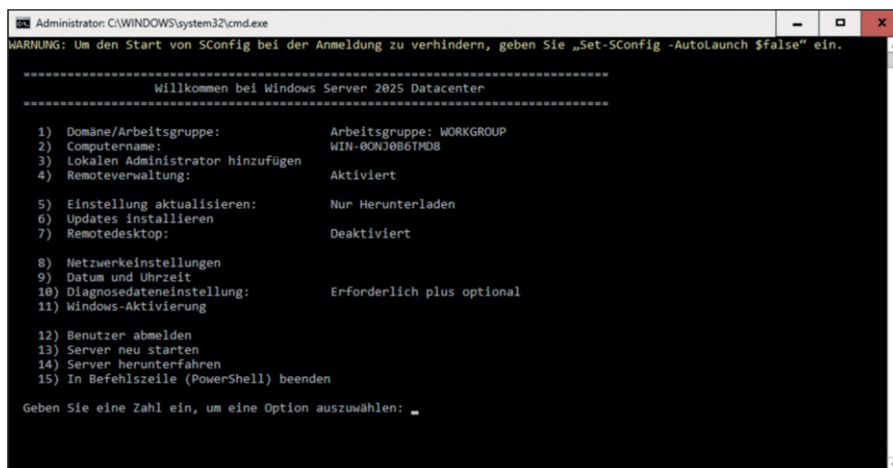 Administrator: C:\WINDOWS\system32\cmd.exe
WARNUNG: Um den Start von SConfig bei der Anmeldung zu verhindern, geben Sie „Set-SConfig -AutoLaunch $false“ ein.
================================================================================
Willkommen bei Windows Server 2025 Datacenter
================================================================================
1) Domäne/Arbeitsgruppe: Arbeitsgruppe: WORKGROUP
2) Computername: WIN-0ONJ0B6TMD8
3) Lokalen Administrator hinzufügen
4) Remoteverwaltung: Aktiviert
5) Einstellung aktualisieren: Nur Herunterladen
6) Updates installieren
7) Remotedesktop: Deaktiviert
8) Netzwerkeinstellungen
9) Datum und Uhrzeit
10) Diagnosedateneinstellung: Erforderlich plus optional
11) Windows-Aktivierung
12) Benutzer abmelden
13) Server neu starten
14) Server herunterfahren
15) In Befehlszeile (PowerShell) beenden
Geben Sie eine Zahl ein, um eine Option auszuwählen: